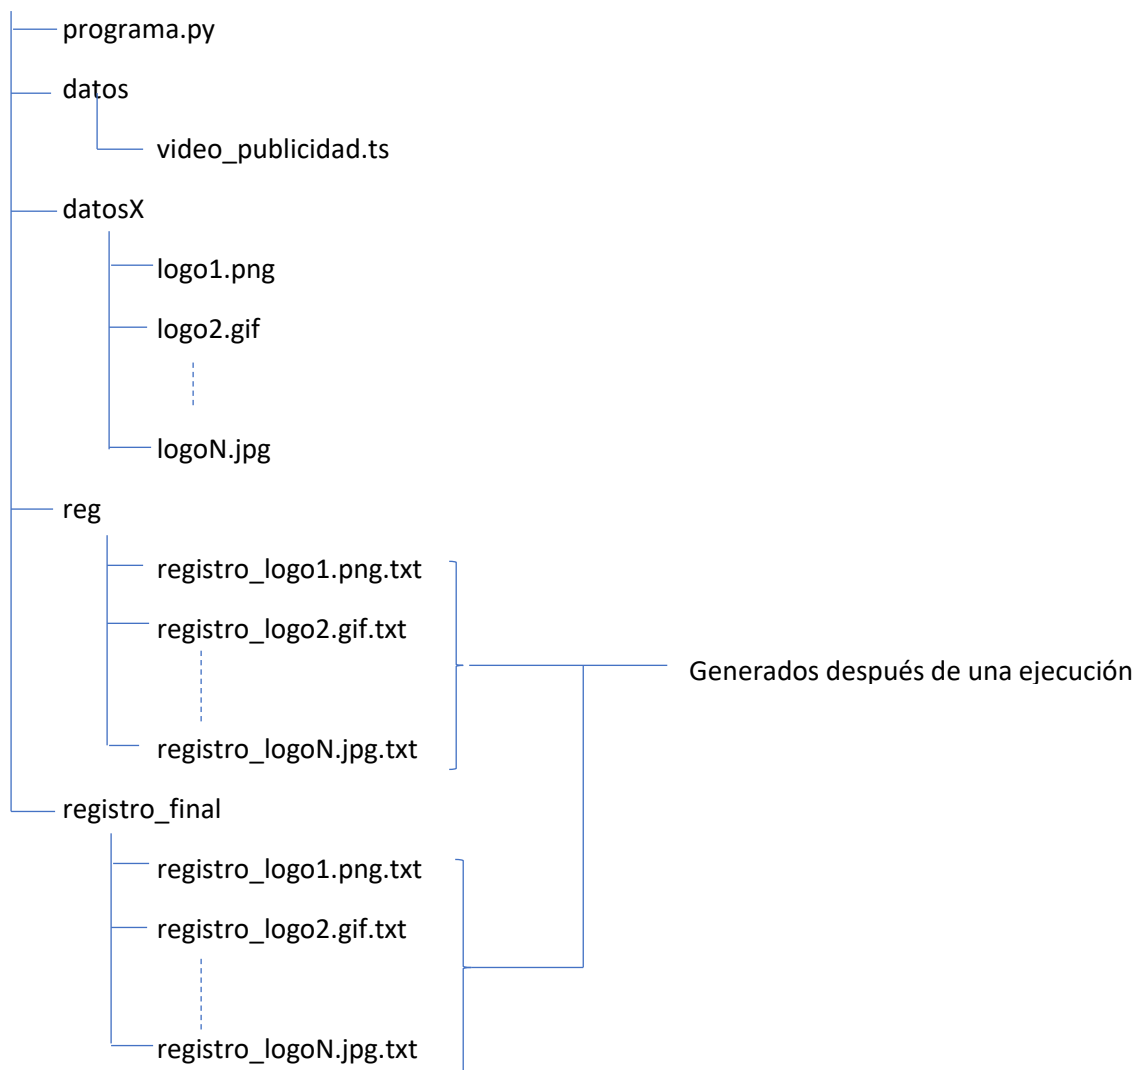 programa.py
datos
video_publicidad.ts
datosX
logo1.png
logo2.gif
logoN.jpg
reg
registro_logo1.png.txt
registro_logo2.gif.txt
Generados después de una ejecución
registro_logoN.jpg.txt
registro_final
registro_logo1.png.txt
registro_logo2.gif.txt
registro_logoN.jpg.txt